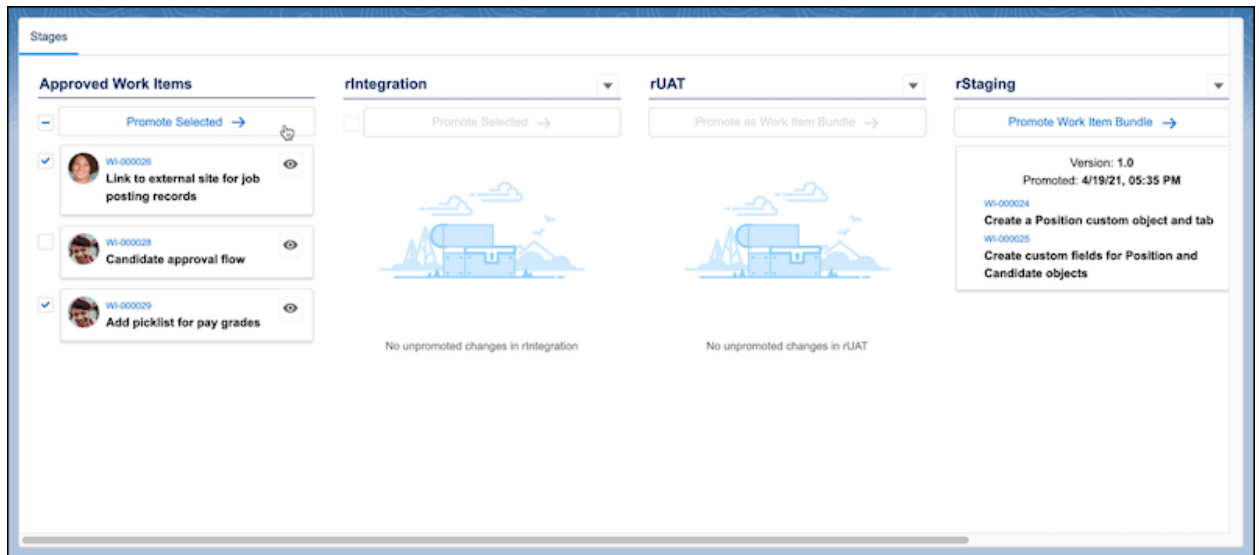 Stages
Approved Work Items
Promote Selected →
WI-000026
Link to external site for job
posting records
WI-000028
Candidate approval flow
WI-000029
Add picklist for pay grades
rIntegration
Promote Selected →
No unpromoted changes in rIntegration
rUAT
Promote as Work Item Bundle →
No unpromoted changes in rUAT
rStaging
Promote Work Item Bundle →
Version: 1.0
Promoted: 4/19/21, 05:35 PM
WI-000024
Create a Position custom object and tab
WI-000025
Create custom fields for Position and
Candidate objects